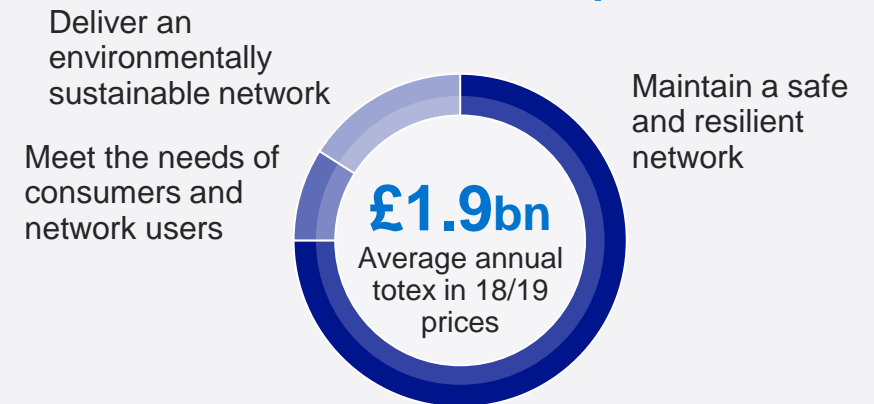 Deliver an
environmentally
sustainable network
Maintain a safe
and resilient
network
Meet the needs of
consumers and
network users
£1.9bn
Average annual
totex in 18/19
prices